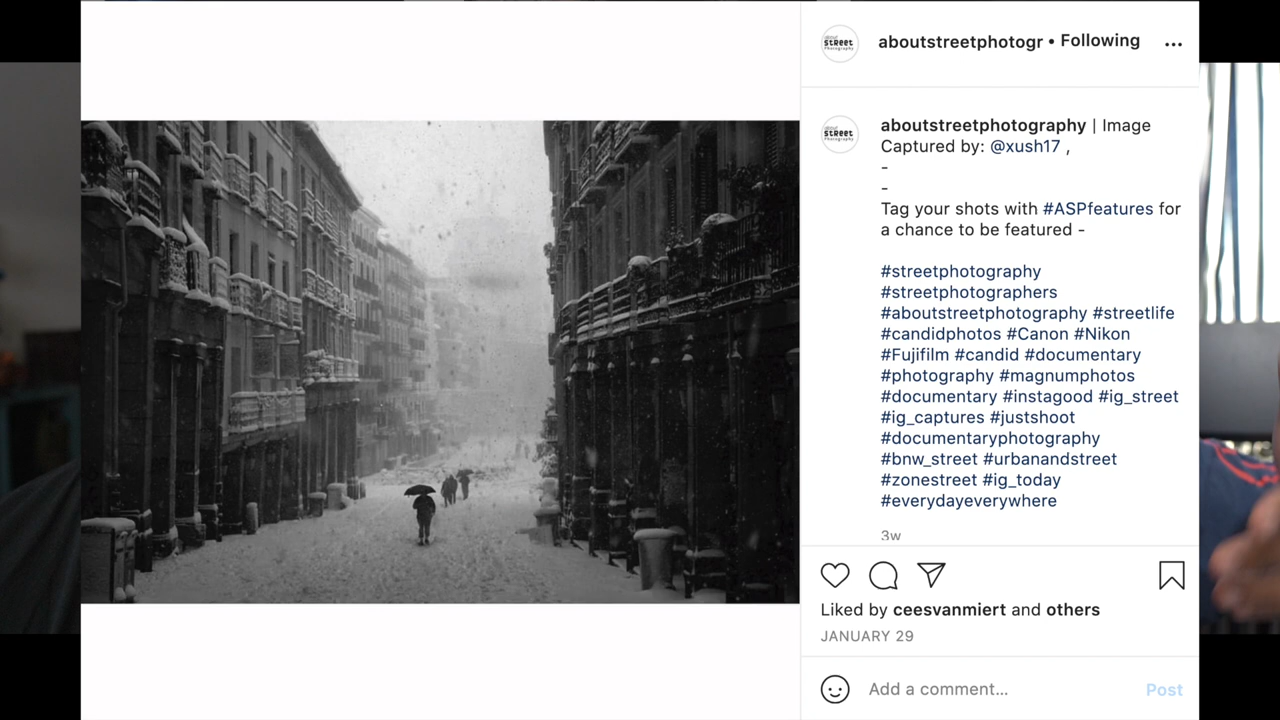 aboutstreetphotogr • Following
aboutstreetphotography | Image
Captured by: @xush17 ,
-
-
Tag your shots with #ASPfeatures for
a chance to be featured -
#streetphotography
#streetphotographers
#aboutstreetphotography #streetlife
#candidphotos #Canon #Nikon
#Fujifilm #candid #documentary
#photography #magnumphotos
#documentary #instagood #ig_street
#ig_captures #justshoot
#documentaryphotography
#bnw_street #urbanandstreet
#zonestreet #ig_today
#everydayeverywhere
3w
Liked by ceesvanmiert and others
JANUARY 29
Add a comment...
Post